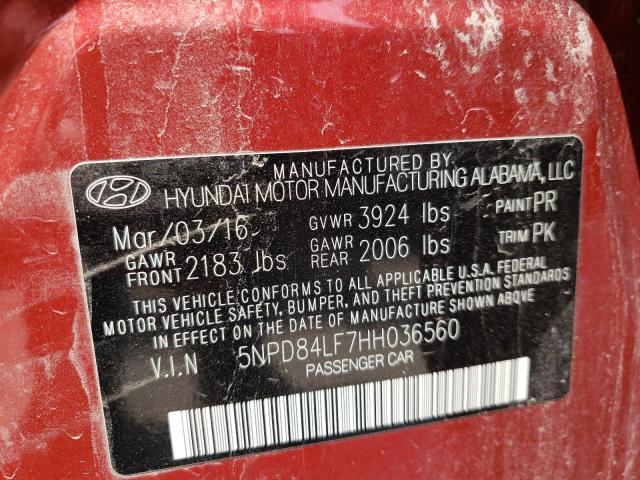 MANUFACTURED BY
HYUNDAI MOTOR MANUFACTURING ALABAMA, LLC
Mar/03/16 GVWR 3924 lbs PAINT PR
GAWR FRONT 2183 lbs GAWR REAR 2006 lbs TRIM PK
THIS VEHICLE CONFORMS TO ALL APPLICABLE U.S.A. FEDERAL
MOTOR VEHICLE SAFETY, BUMPER, AND THEFT PREVENTION STANDARDS
IN EFFECT ON THE DATE OF MANUFACTURE SHOWN ABOVE
V.I.N 5NPD84LF7HH036560
PASSENGER CAR